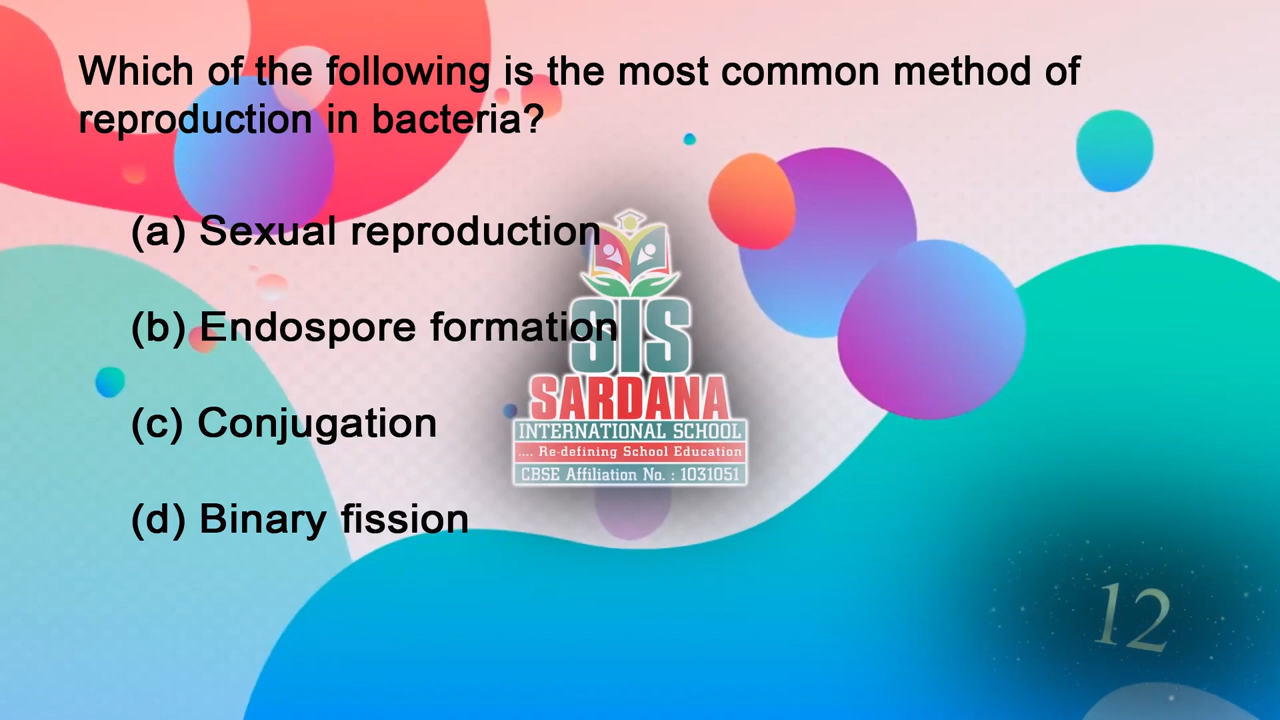 Which of the following is the most common method of
reproduction in bacteria?
(a) Sexual reproduction
(b) Endospore formation
(c) Conjugation
(d) Binary fission
SIS
SARDANA
INTERNATIONAL SCHOOL
.... Re-defining School Education
CBSE Affiliation No. : 1031051
12